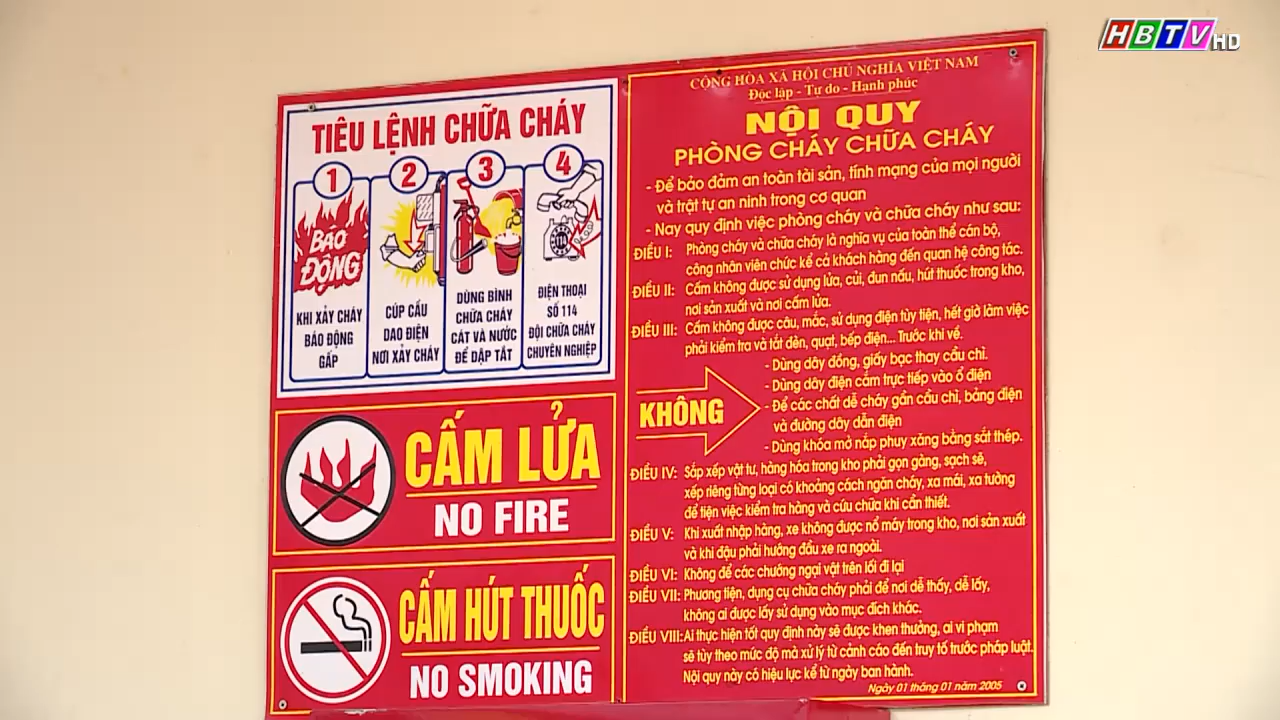 HBTV HD
TIÊU LỆNH CHỮA CHÁY
1
BÁO
ĐỘNG
KHI XẢY CHÁY
BÁO ĐỘNG
GẤP
2
CÚP CẦU
DAO ĐIỆN
NƠI XẢY CHÁY
3
DÙNG BÌNH
CHỮA CHÁY
CÁT VÀ NƯỚC
ĐỂ DẬP TẮT
4
ĐIỆN THOẠI
SỐ 114
ĐỘI CHỮA CHÁY
CHUYÊN NGHIỆP
CẤM LỬA
NO FIRE
CẤM HÚT THUỐC
NO SMOKING
CỘNG HÒA XÃ HỘI CHỦ NGHĨA VIỆT NAM
Độc lập - Tự do - Hạnh phúc
NỘI QUY
PHÒNG CHÁY CHỮA CHÁY
- Để bảo đảm an toàn tài sản, tính mạng của mọi người
và trật tự an ninh trong cơ quan
- Nay quy định việc phòng cháy và chữa cháy như sau:
ĐIỀU I: Phòng cháy và chữa cháy là nghĩa vụ của toàn thể cán bộ,
công nhân viên chức kể cả khách hàng đến quan hệ công tác.
ĐIỀU II: Cấm không được sử dụng lửa, củi, đun nấu, hút thuốc trong kho,
nơi sản xuất và nơi cấm lửa.
ĐIỀU III: Cấm không được câu, mắc, sử dụng điện tùy tiện, hết giờ làm việc
phải kiểm tra và tắt đèn, quạt, bếp điện... Trước khi về.
KHÔNG
- Dùng dây đồng, giấy bạc thay cầu chì.
- Dùng dây điện cắm trực tiếp vào ổ điện
- Để các chất dễ cháy gần cầu chì, bảng điện
và đường dây dẫn điện
- Dùng khóa mở nắp phuy xăng bằng sắt thép.
ĐIỀU IV: Sắp xếp vật tư, hàng hóa trong kho phải gọn gàng, sạch sẽ,
xếp riêng từng loại có khoảng cách ngăn cháy, xa mái, xa tường
để tiện việc kiểm tra hàng và cứu chữa khi cần thiết.
ĐIỀU V: Khi xuất nhập hàng, xe không được nổ máy trong kho, nơi sản xuất
và khi đậu phải hướng đầu xe ra ngoài.
ĐIỀU VI: Không để các chướng ngại vật trên lối đi lại
ĐIỀU VII: Phương tiện, dụng cụ chữa cháy phải để nơi dễ thấy, dễ lấy,
không ai được lấy sử dụng vào mục đích khác.
ĐIỀU VIII: Ai thực hiện tốt quy định này sẽ được khen thưởng, ai vi phạm
sẽ tùy theo mức độ mà xử lý từ cảnh cáo đến truy tố trước pháp luật.
Nội quy này có hiệu lực kể từ ngày ban hành.
Ngày 01 tháng 01 năm 2005